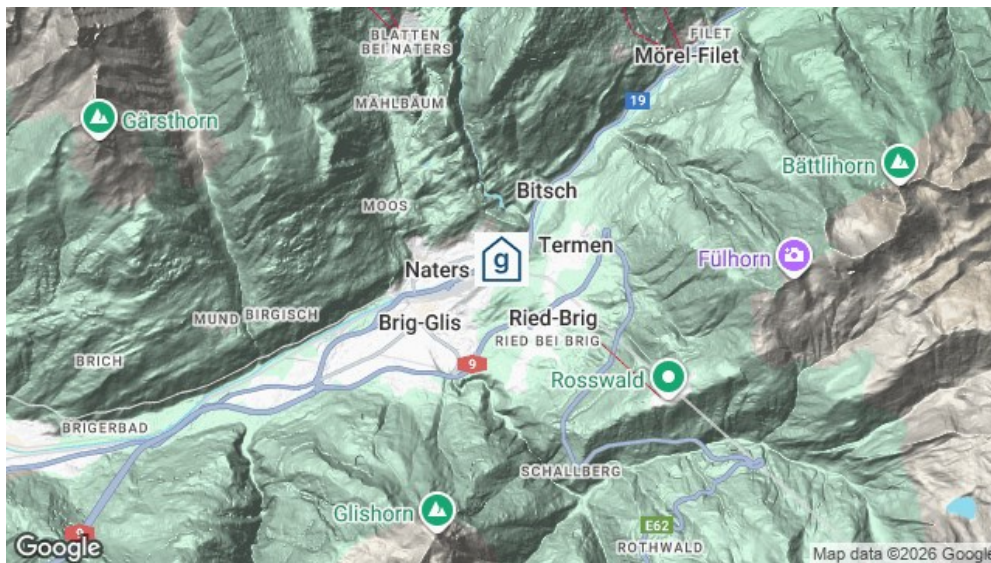 BLATTEN
BEI NATERS
FILET
Mörel-Filet
MÄHLBÄUM
19
Gärsthorn
Bättlihorn
Bitsch
MOOS
Termen
g
Fülhorn
Naters
MUND
BIRGISCH
Brig-Glis
Ried-Brig
RIED BEI BRIG
BRICH
9
Rosswald
BRIGERBAD
SCHALLBERG
Glishorn
E62
9
ROTHWALD
Google
Map data ©2026 Google